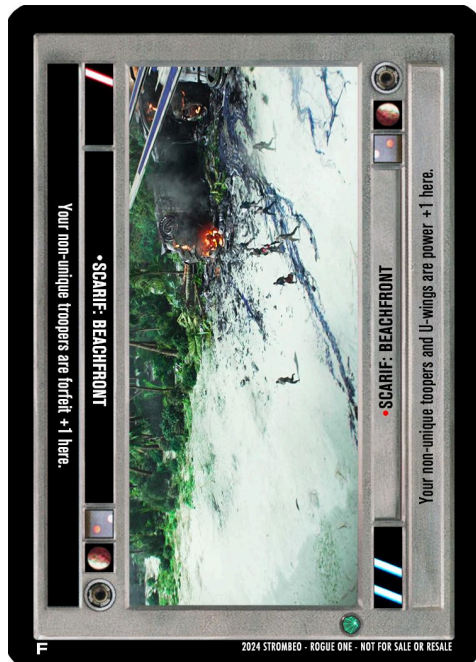 Your non-unique troopers are forfeit +1 here.
•SCARIF: BEACHFRONT
•SCARIF: BEACHFRONT
Your non-unique toopers and U-wings are power +1 here.
F
2024 STROMBEO - ROGUE ONE - NOT FOR SALE OR RESALE